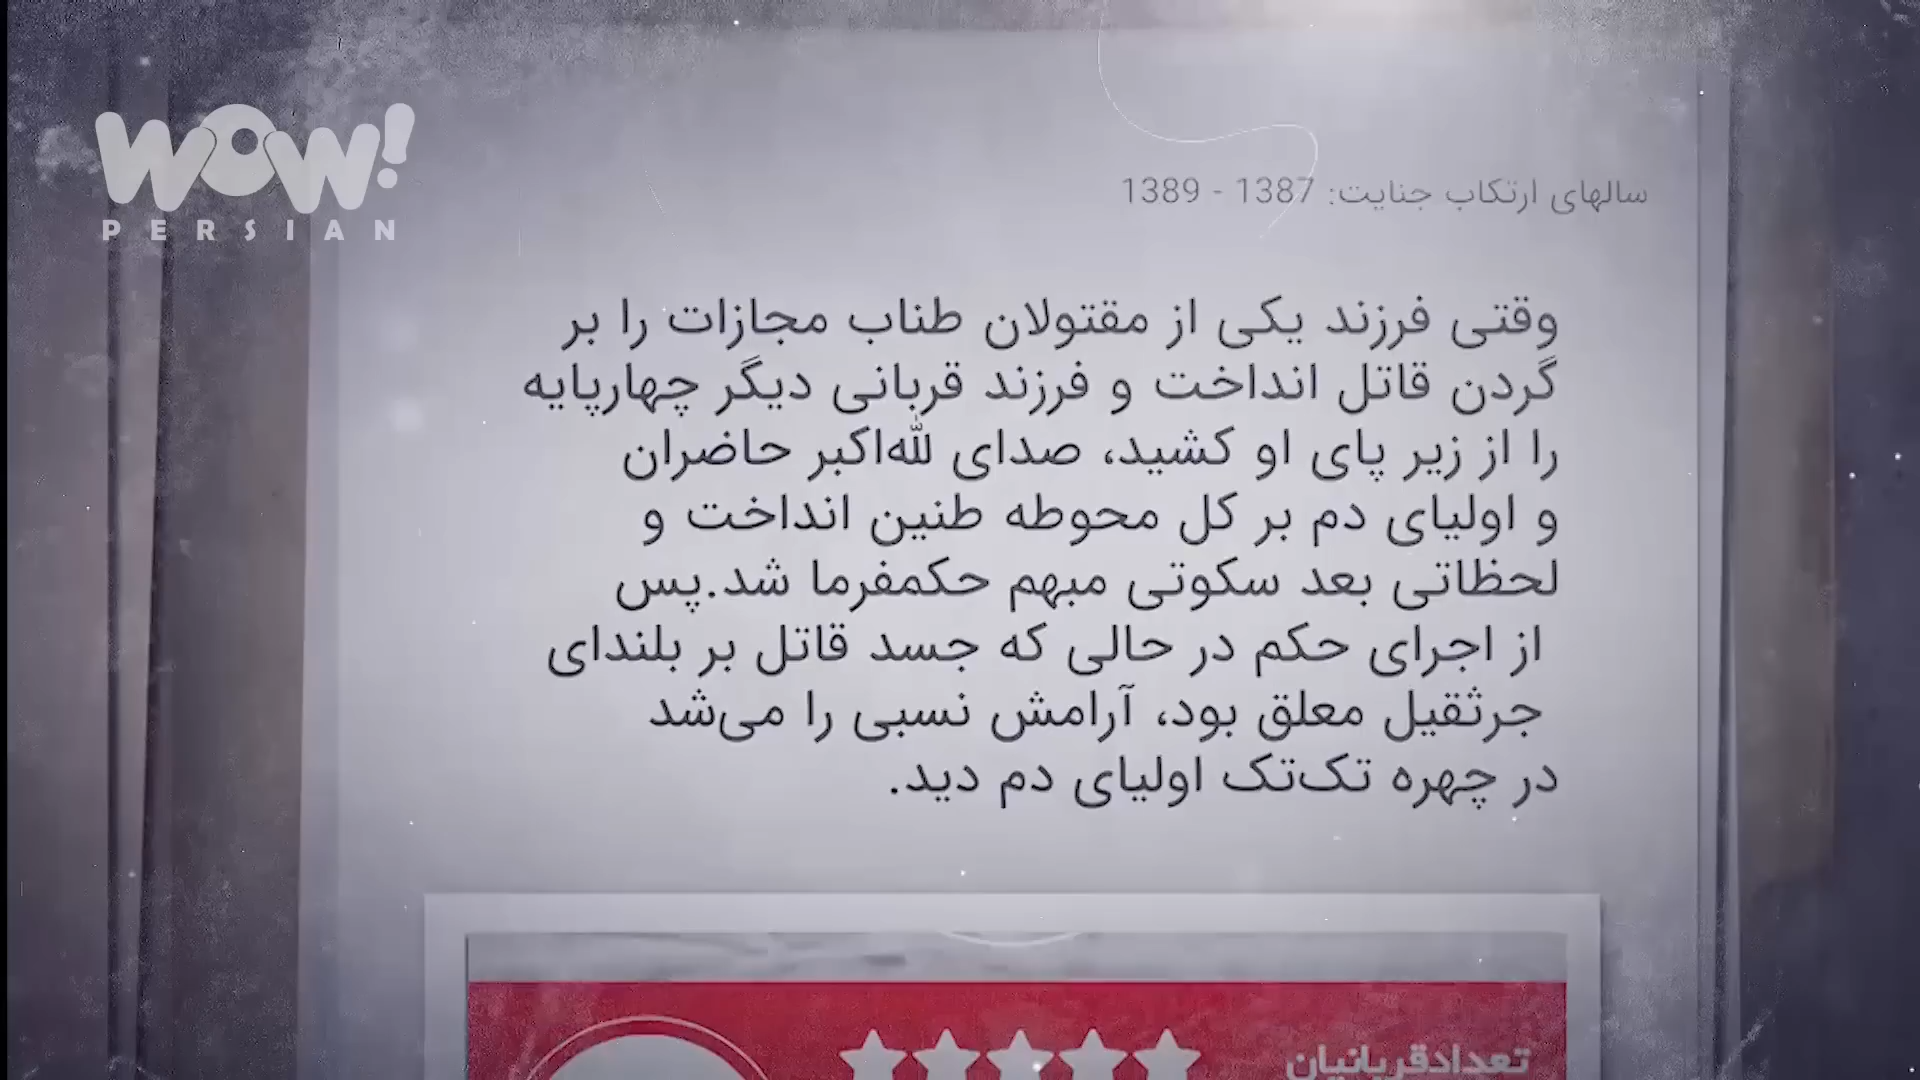 WOW!
PERSIAN
سالهای ارتکاب جنایت: 1387 - 1389
وقتی فرزند یکی از مقتولان طناب مجازات را بر
گردن قاتل انداخت و فرزند قربانی دیگر چهارپایه
را از زیر پای او کشید، صدای الله‌اکبر حاضران
و اولیای دم بر کل محوطه طنین انداخت و
لحظاتی بعد سکوتی مبهم حکمفرما شد.پس
از اجرای حکم در حالی که جسد قاتل بر بلندای
جرثقیل معلق بود، آرامش نسبی را می‌شد
در چهره تک‌تک اولیای دم دید.
تعدادقربانیان